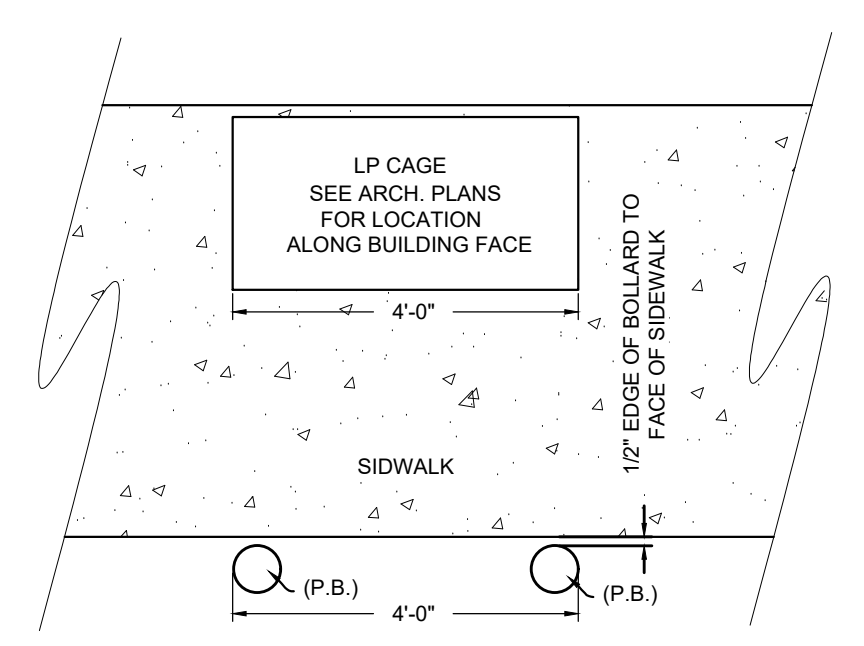 LP CAGE
SEE ARCH. PLANS
FOR LOCATION
ALONG BUILDING FACE
4'-0"
1/2" EDGE OF BOLLARD TO
FACE OF SIDEWALK
SIDWALK
(P.B.)
(P.B.)
4'-0"